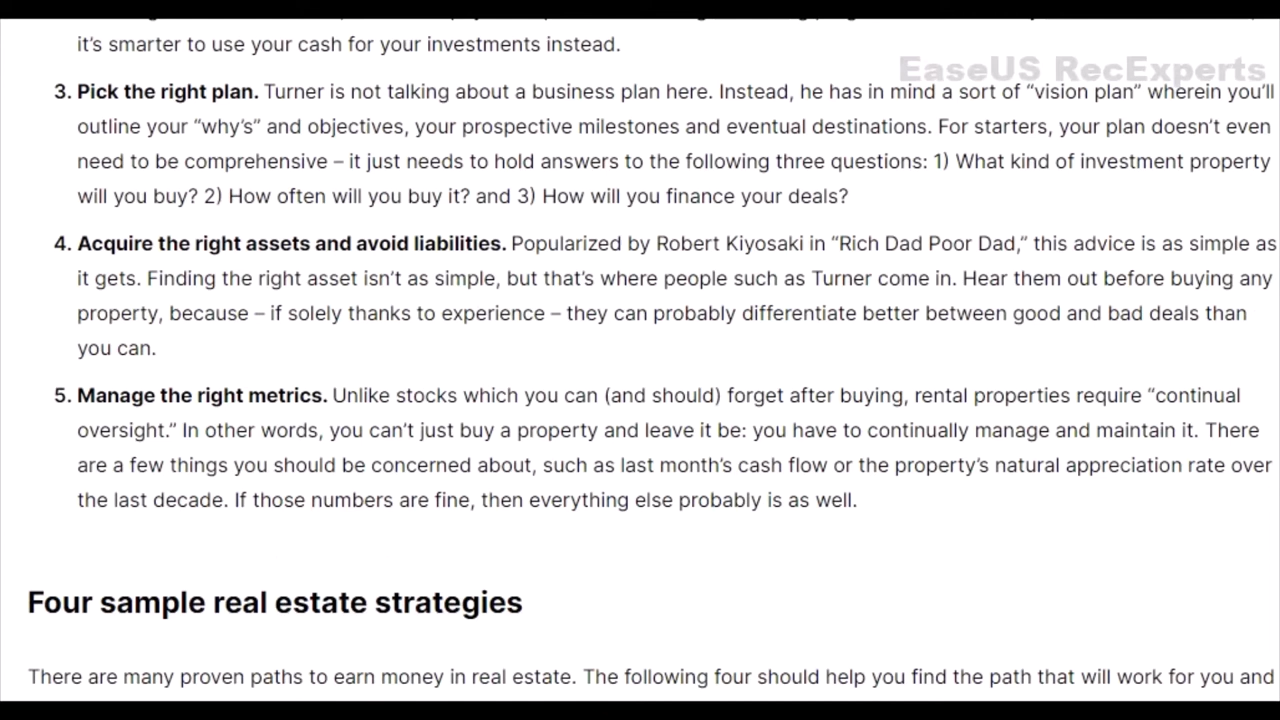 it’s smarter to use your cash for your investments instead.
EaseUS RecExperts
3. Pick the right plan. Turner is not talking about a business plan here. Instead, he has in mind a sort of “vision plan” wherein you’ll
outline your “why’s” and objectives, your prospective milestones and eventual destinations. For starters, your plan doesn’t even
need to be comprehensive – it just needs to hold answers to the following three questions: 1) What kind of investment property
will you buy? 2) How often will you buy it? and 3) How will you finance your deals?
4. Acquire the right assets and avoid liabilities. Popularized by Robert Kiyosaki in “Rich Dad Poor Dad,” this advice is as simple as
it gets. Finding the right asset isn’t as simple, but that’s where people such as Turner come in. Hear them out before buying any
property, because – if solely thanks to experience – they can probably differentiate better between good and bad deals than
you can.
5. Manage the right metrics. Unlike stocks which you can (and should) forget after buying, rental properties require “continual
oversight.” In other words, you can’t just buy a property and leave it be: you have to continually manage and maintain it. There
are a few things you should be concerned about, such as last month’s cash flow or the property’s natural appreciation rate over
the last decade. If those numbers are fine, then everything else probably is as well.
Four sample real estate strategies
There are many proven paths to earn money in real estate. The following four should help you find the path that will work for you and